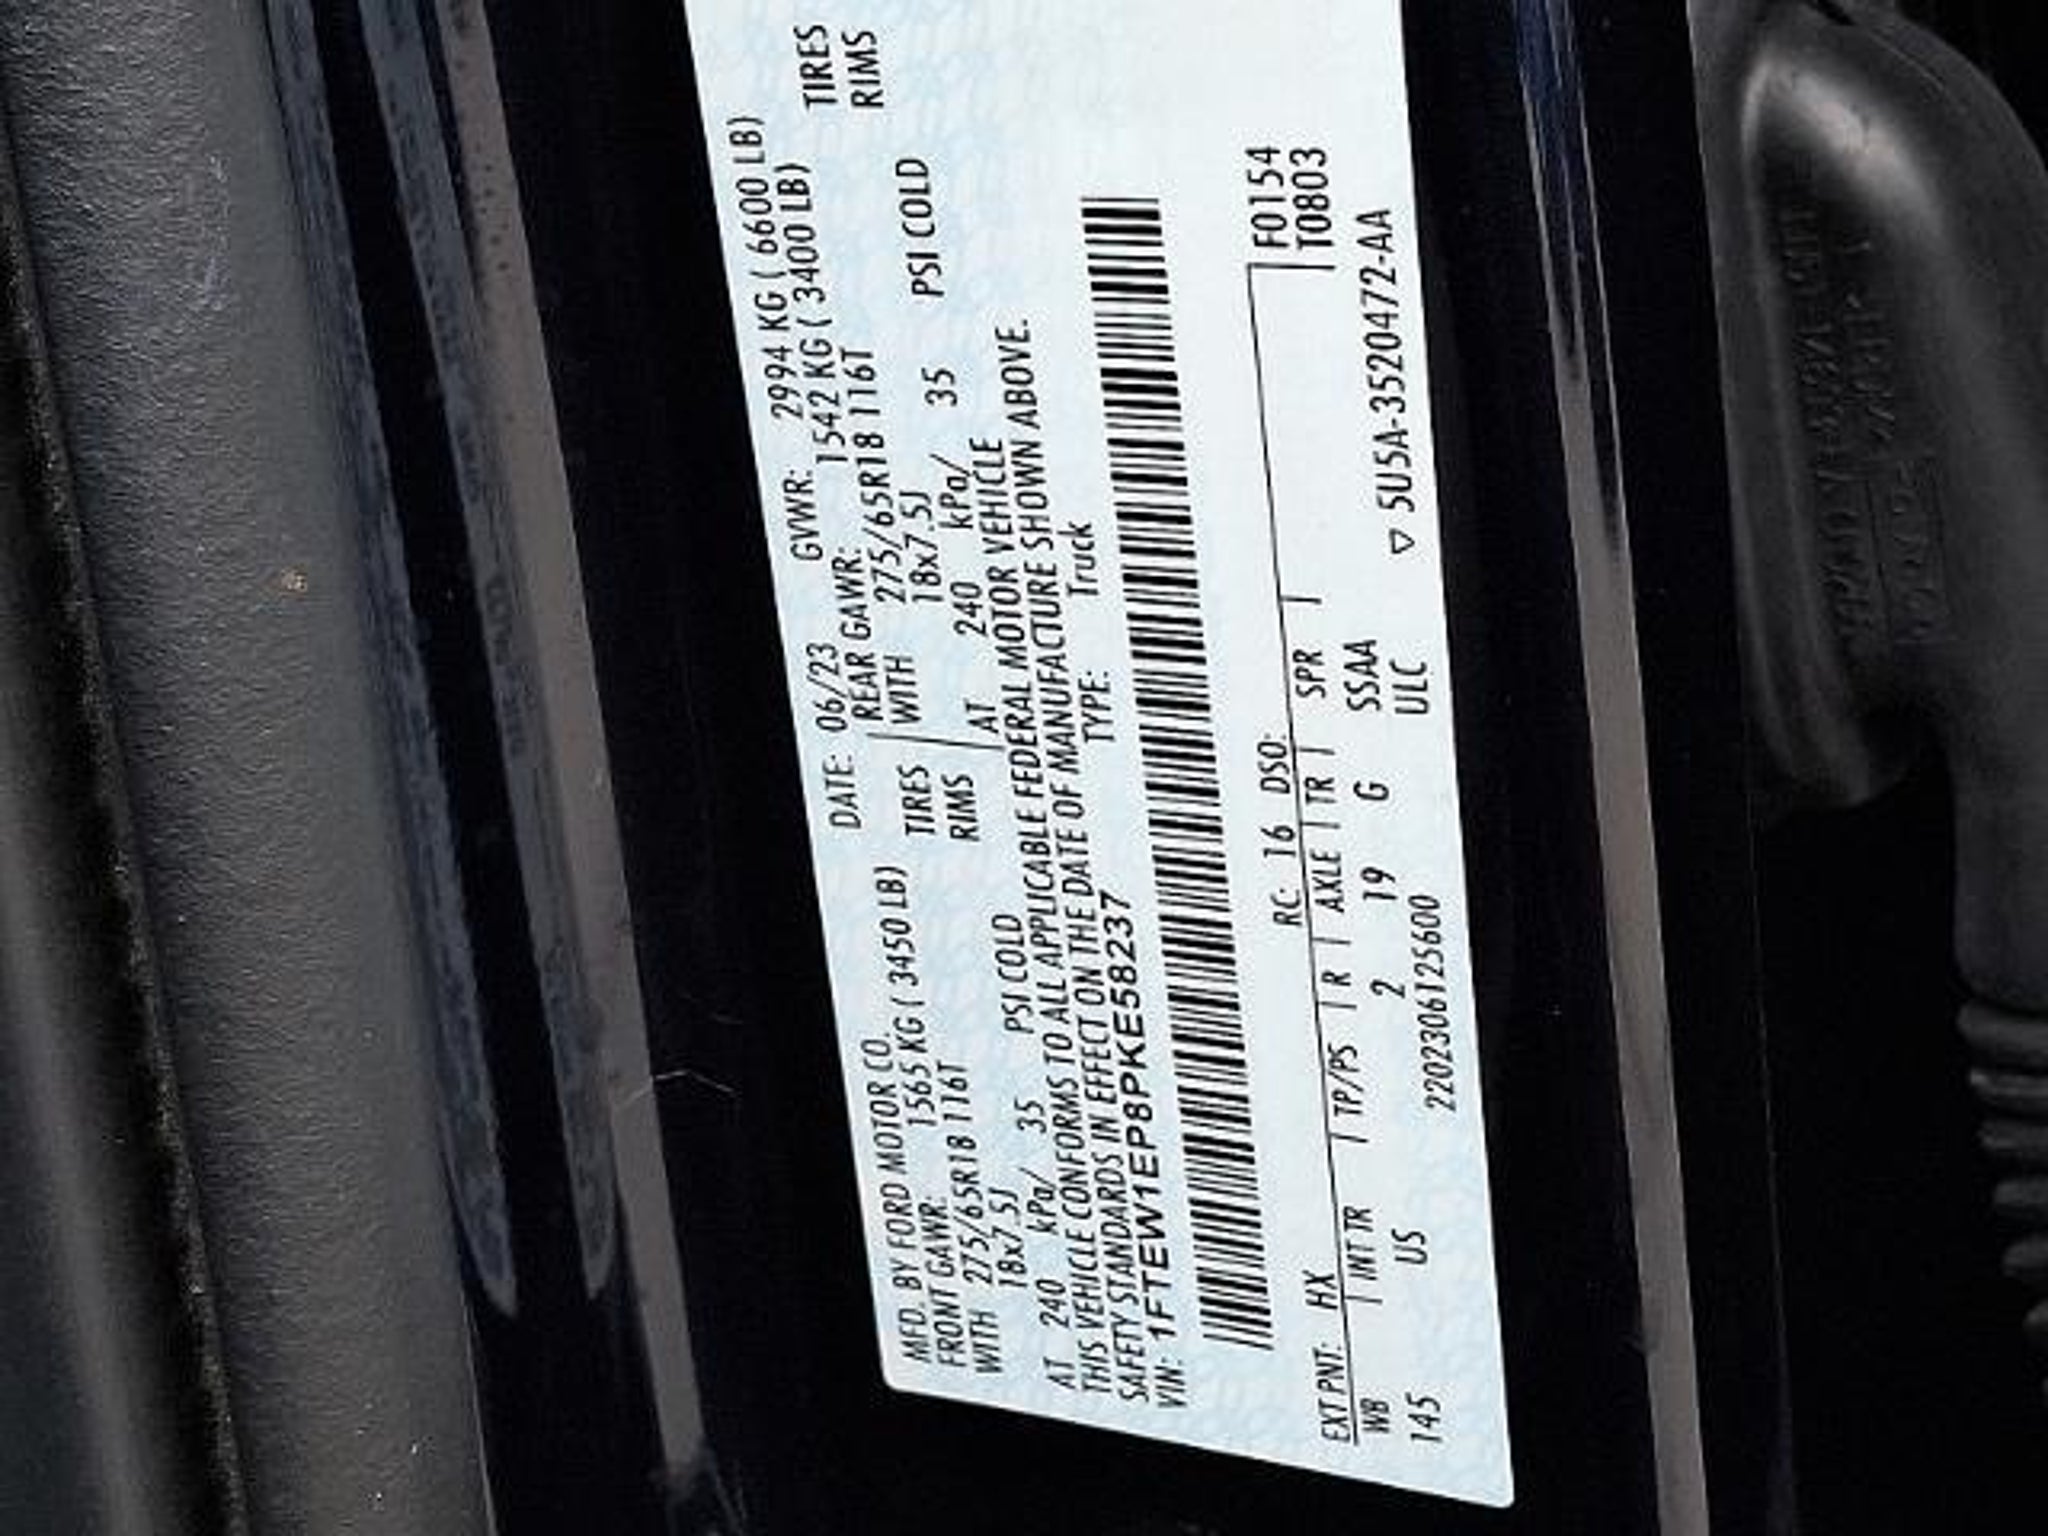 MFD. BY FORD MOTOR CO. DATE: 06/23 GVWR: 2994 KG ( 6600 LB)
FRONT GAWR: 1565 KG ( 3450 LB) REAR GAWR: 1542 KG ( 3400 LB)
WITH 275/65R18 116T TIRES WITH 275/65R18 116T TIRES
18x7.5J RIMS 18x7.5J RIMS
AT 240 kPa/ 35 PSI COLD AT 240 kPa/ 35 PSI COLD
THIS VEHICLE CONFORMS TO ALL APPLICABLE FEDERAL MOTOR VEHICLE
SAFETY STANDARDS IN EFFECT ON THE DATE OF MANUFACTURE SHOWN ABOVE.
VIN: 1FTEW1EP8PKE58237 TYPE: Truck
EXT PNT: HX RC: 16 DSO: F0154
WB INT TR TP/PS R AXLE TR SPR T0803
145 US 2 19 G SSAA
2202306125600 ULC ▽ 5U5A-3520472-AA